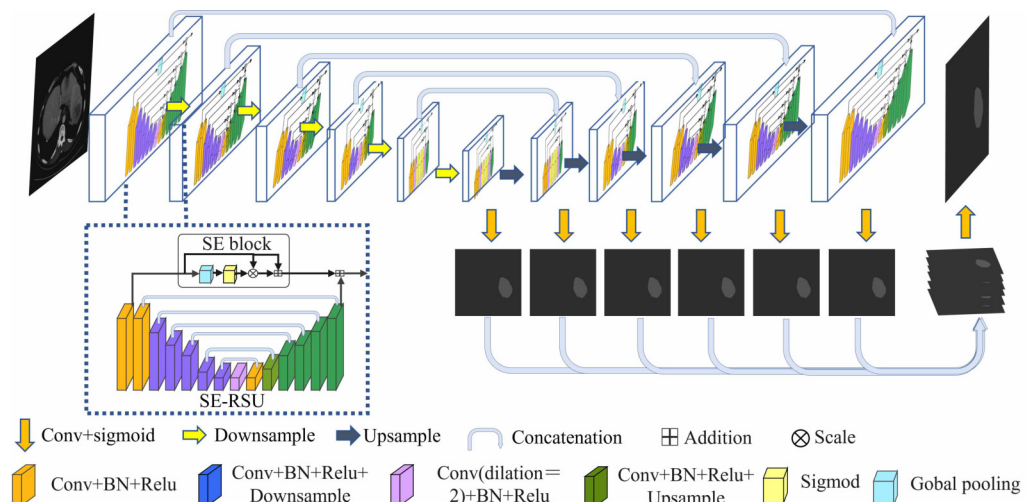 SE block
SE-RSU
Conv+sigmoid
Downsample
Upsample
Concatenation
Addition
Scale
Conv+BN+Relu
Conv+BN+Relu+
Downsample
Conv(dilation=
2)+BN+Relu
Conv+BN+Relu+
Upsample
Sigmod
Gobal pooling